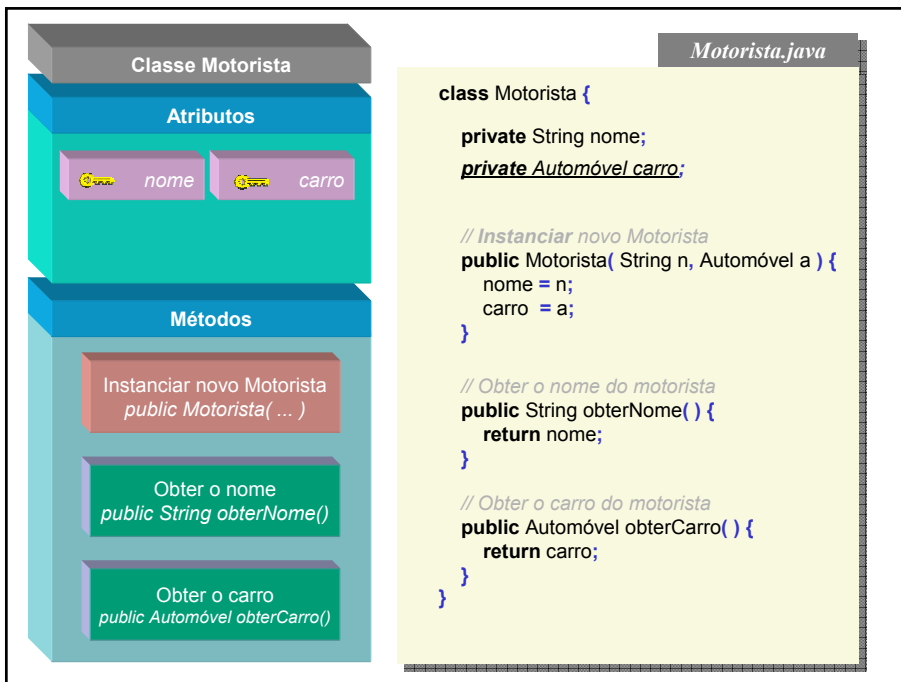 Classe Motorista
Atributos
nome
carro
Métodos
Instanciar novo Motorista
public Motorista( ... )
Obter o nome
public String obterNome()
Obter o carro
public Automóvel obterCarro()
Motorista.java
class Motorista {
private String nome;
private Automóvel carro;
// Instanciar novo Motorista
public Motorista( String n, Automóvel a ) {
nome = n;
carro = a;
}
// Obter o nome do motorista
public String obterNome( ) {
return nome;
}
// Obter o carro do motorista
public Automóvel obterCarro( ) {
return carro;
}
}